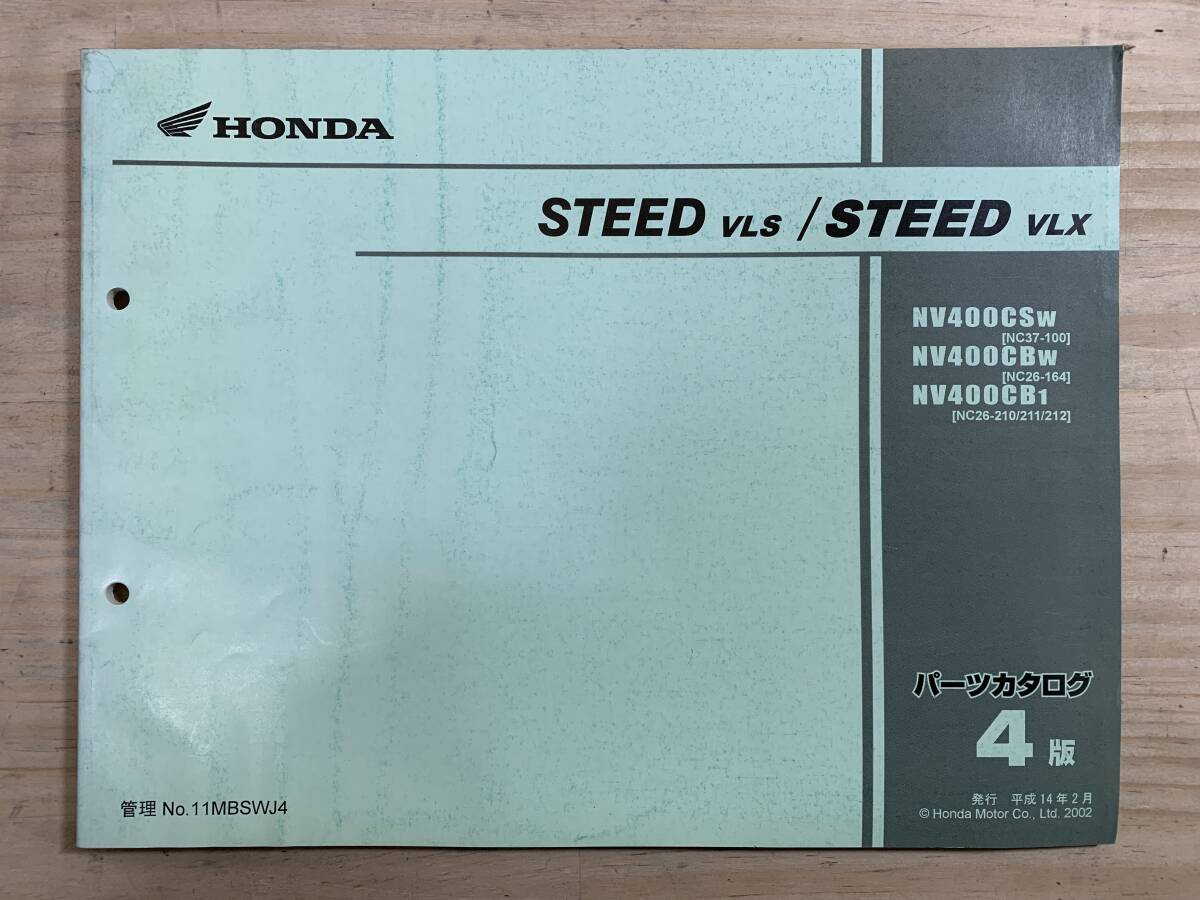 HONDA
STEED VLS / STEED VLX
NV400CSW
[NC37-100]
NV400CBW
[NC26-164]
NV400CB1
[NC26-210/211/212]
パーツカタログ
4版
管理 No.11MBSWJ4
発行 平成14年2月
© Honda Motor Co., Ltd. 2002